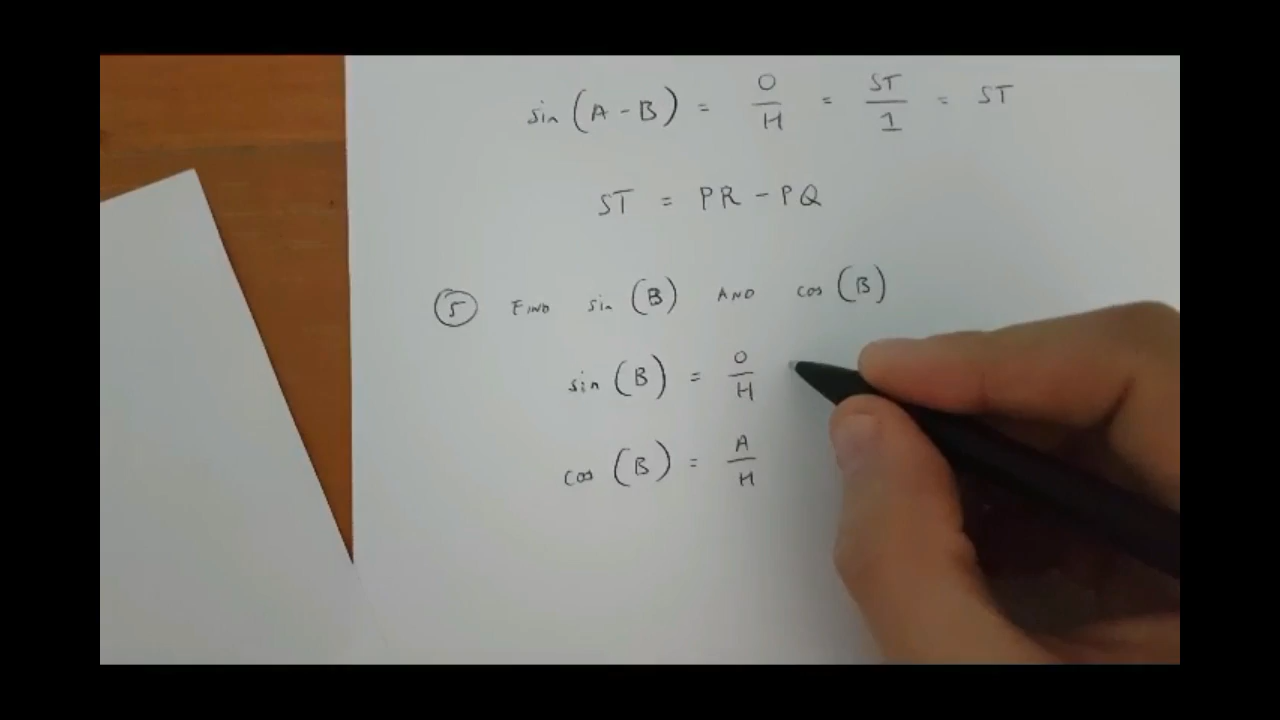 sin (A - B) = O/H = ST/1 = ST
ST = PR - PQ
5 FIND sin (B) AND cos (B)
sin (B) = O/H
cos (B) = A/H